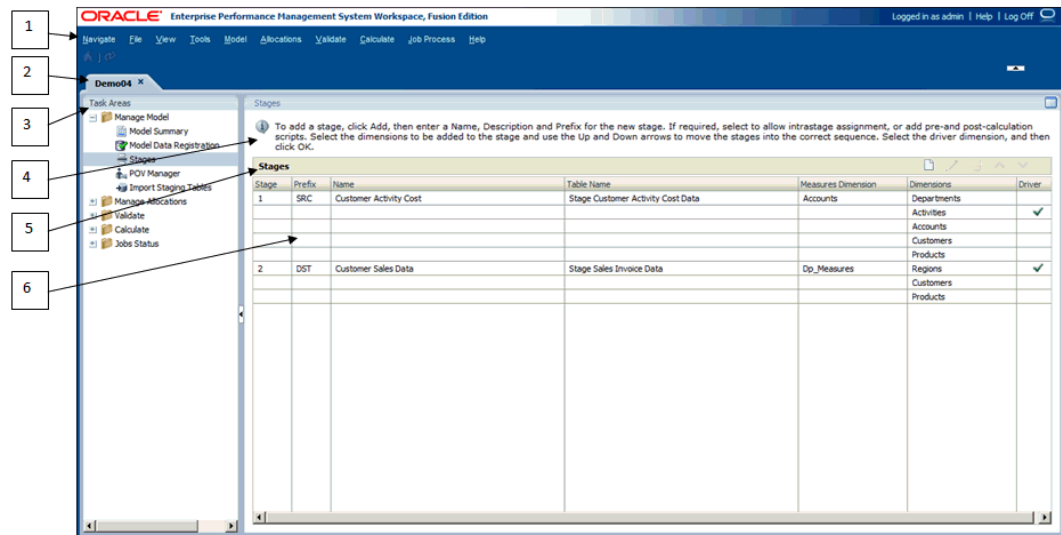 ORACLE Enterprise Performance Management System Workspace, Fusion Edition
Logged in as admin | Help | Log Off
1
Navigate File View Tools Model Allocations Validate Calculate Job Process Help
2
Demo04
3
Task Areas
Manage Model
Model Summary
Model Data Registration
Stages
POV Manager
Import Staging Tables
Manage Allocations
Validate
Calculate
Jobs Status
4
5
6
Stages
To add a stage, click Add, then enter a Name, Description and Prefix for the new stage. If required, select to allow intrastage assignment, or add pre-and post-calculation
scripts. Select the dimensions to be added to the stage and use the Up and Down arrows to move the stages into the correct sequence. Select the driver dimension, and then
click OK.
Stages
Stage Prefix Name Table Name Measures Dimension Dimensions Driver
1 SRC Customer Activity Cost Stage Customer Activity Cost Data Accounts Departments
Activities
Accounts
Customers
Products
2 DST Customer Sales Data Stage Sales Invoice Data Dp_Measures Regions
Customers
Products